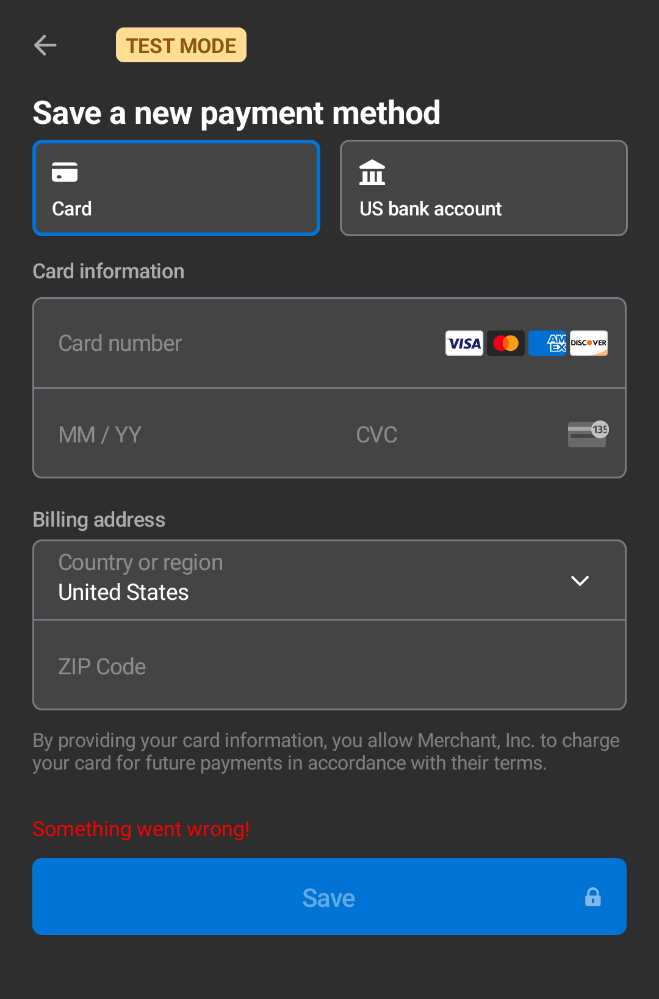 TEST MODE
Save a new payment method
Card
US bank account
Card information
Card number
VISA
AM
EX
DISCOVER
MM / YY
CVC
135
Billing address
Country or region
United States
ZIP Code
By providing your card information, you allow Merchant, Inc. to charge
your card for future payments in accordance with their terms.
Something went wrong!
Save